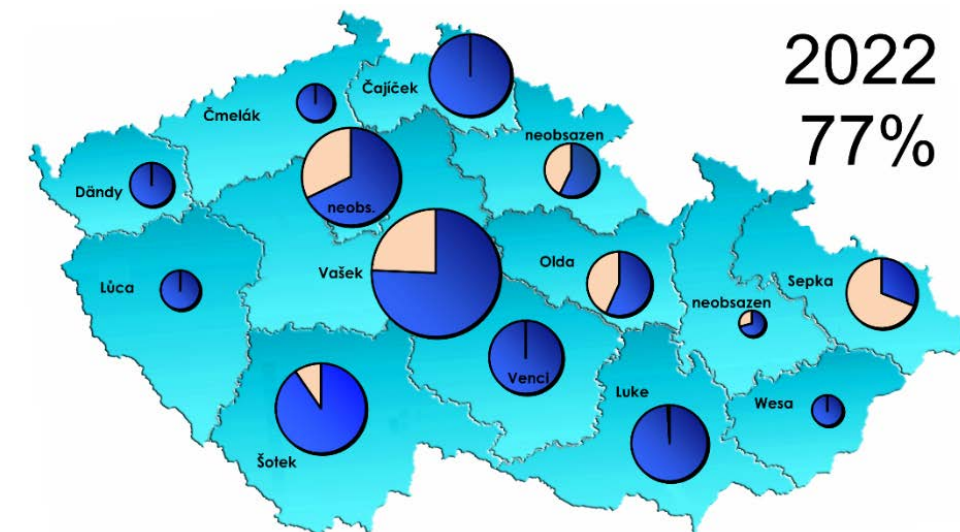 2022
77%
Čajíček
Čmelák
neobsazen
Dändy
neobs.
Vašek
Olda
Lůca
Sepka
neobsazen
Venci
Luke
Wesa
Šotek